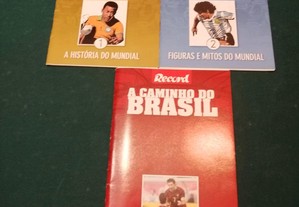 1
A HISTÓRIA DO MUNDIAL
2
FIGURAS E MITOS DO MUNDIAL
Record
A CAMINHO DO
BRASIL